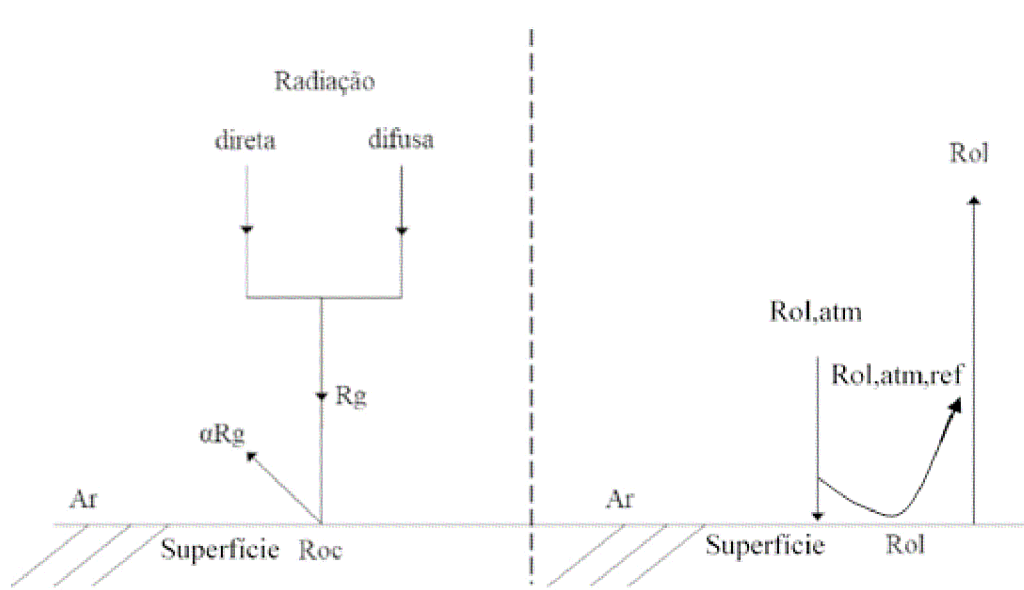 Radiação
direta
difusa
Rg
αRg
Ar
Superfície
Roc
Rol
Rol,atm
Rol,atm,ref
Ar
Superfície
Rol